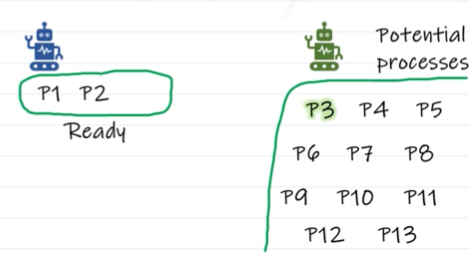 Potential
processes
P1 P2
Ready
P3 P4 P5
P6 P7 P8
P9 P10 P11
P12 P13